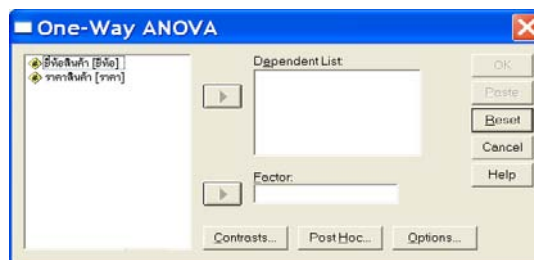 One-Way ANOVA
ยี่ห้อสินค้า [ยี่ห้อ]
ราคาสินค้า [ราคา]
Dependent List:
Factor:
OK
Paste
Reset
Cancel
Help
Contrasts...
Post Hoc...
Options...